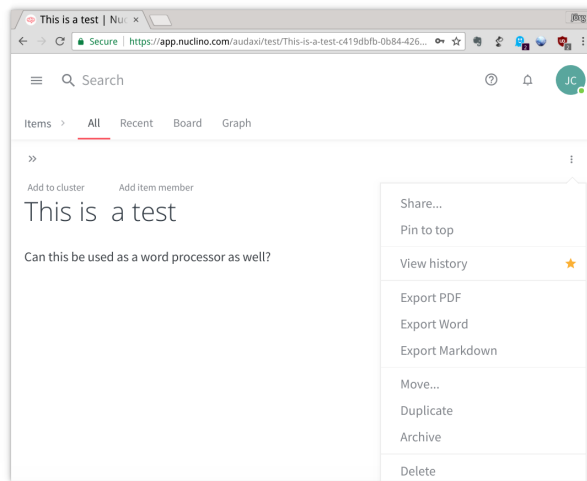 This is a test | Nuc
Jörg
Secure | https://app.nuclino.com/audaxi/test/This-is-a-test-c419dbfb-0b84-426...
Search
JC
Items > All Recent Board Graph
Add to cluster Add item member
This is a test
Can this be used as a word processor as well?
Share...
Pin to top
View history
Export PDF
Export Word
Export Markdown
Move...
Duplicate
Archive
Delete